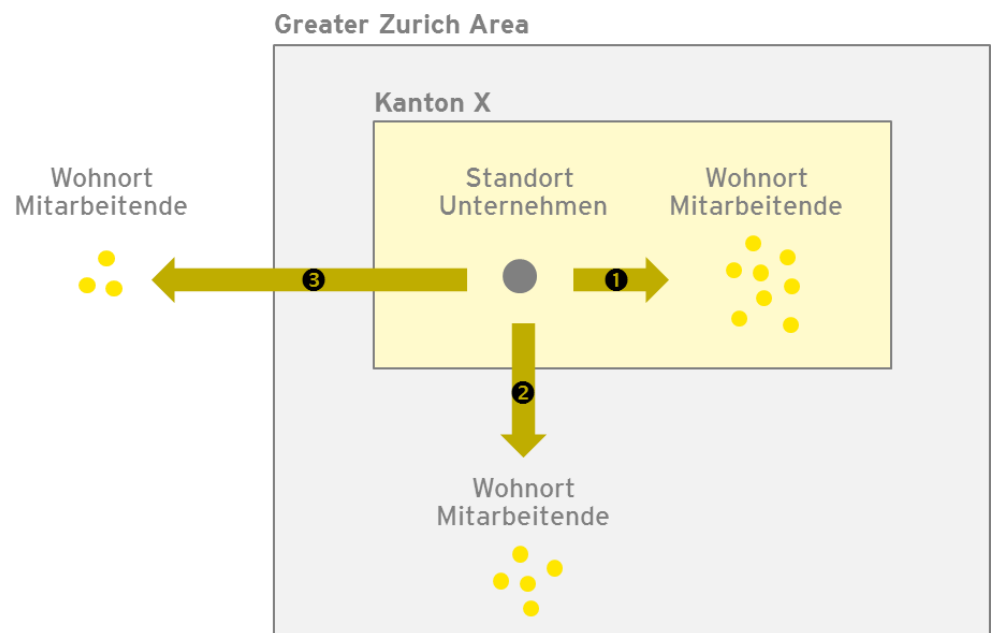 Greater Zurich Area
Kanton X
Wohnort
Mitarbeitende
Standort
Unternehmen
Wohnort
Mitarbeitende
❸
❶
❷
Wohnort
Mitarbeitende